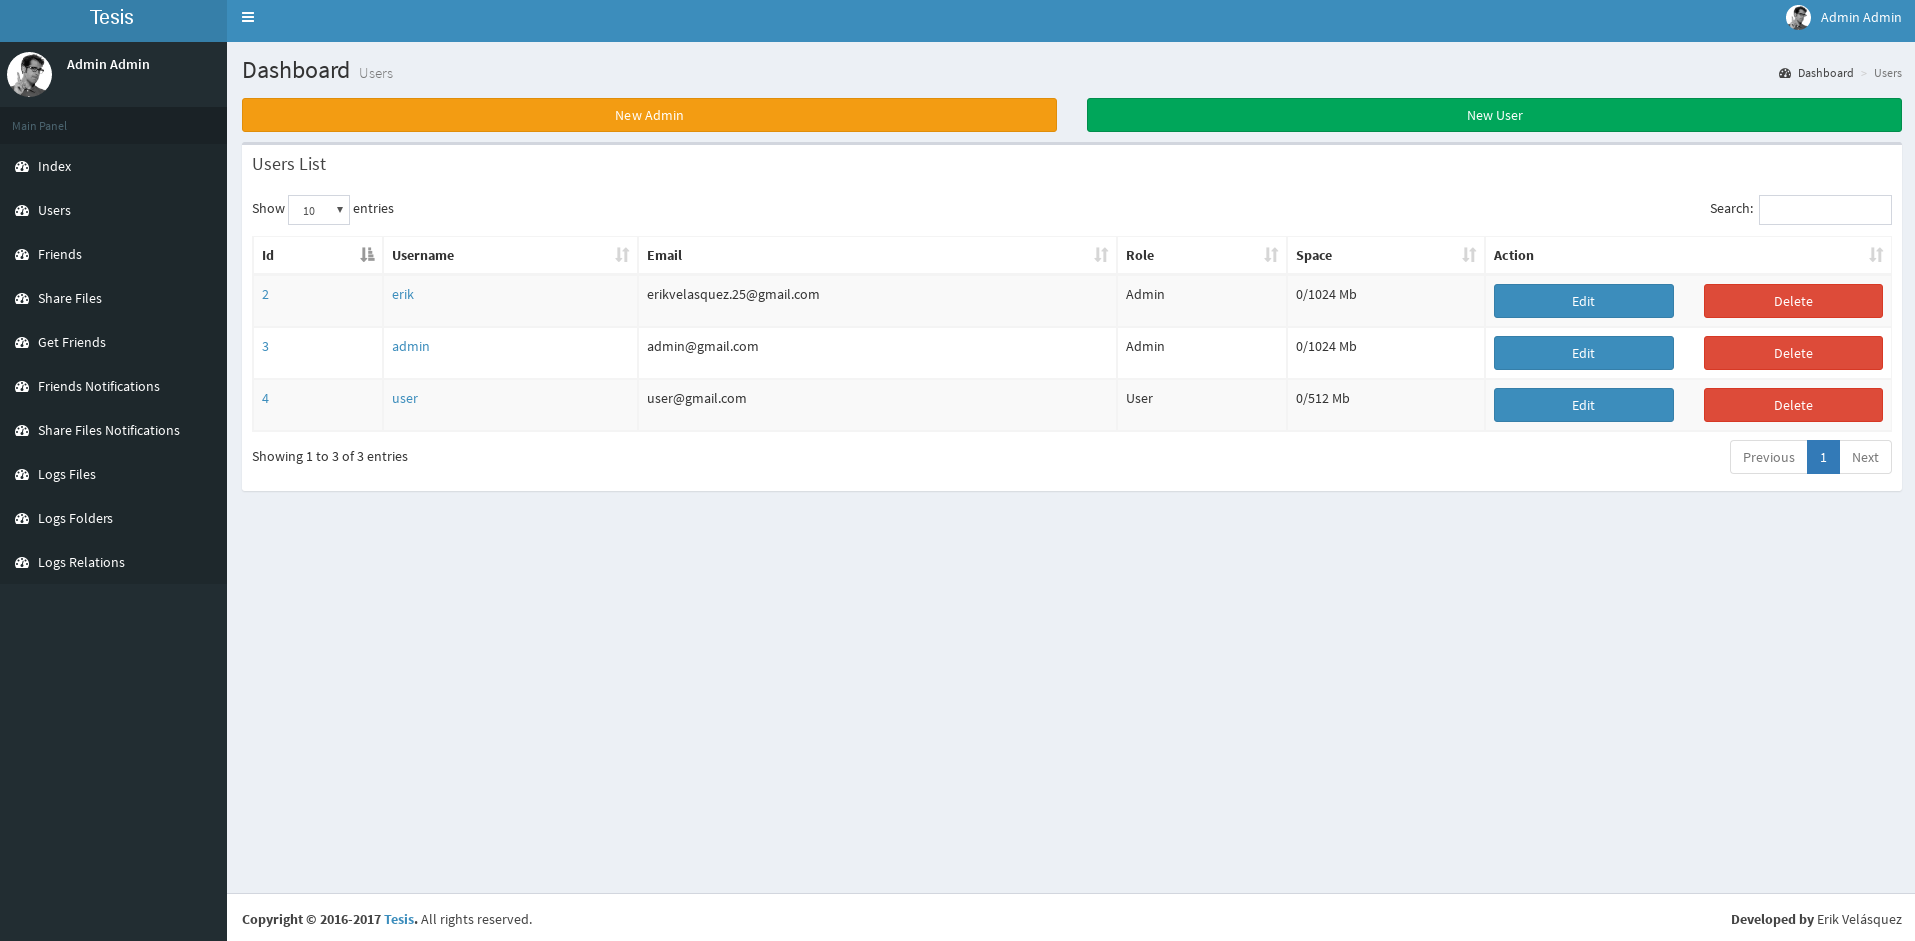 Tesis
Admin Admin
Admin Admin
Main Panel
Index
Users
Friends
Share Files
Get Friends
Friends Notifications
Share Files Notifications
Logs Files
Logs Folders
Logs Relations
Dashboard Users
Dashboard > Users
New Admin New User
Users List
Show 10 entries Search:
Id Username Email Role Space Action
2 erik erikvelasquez.25@gmail.com Admin 0/1024 Mb Edit Delete
3 admin admin@gmail.com Admin 0/1024 Mb Edit Delete
4 user user@gmail.com User 0/512 Mb Edit Delete
Showing 1 to 3 of 3 entries Previous 1 Next
Copyright © 2016-2017 Tesis. All rights reserved. Developed by Erik Velásquez